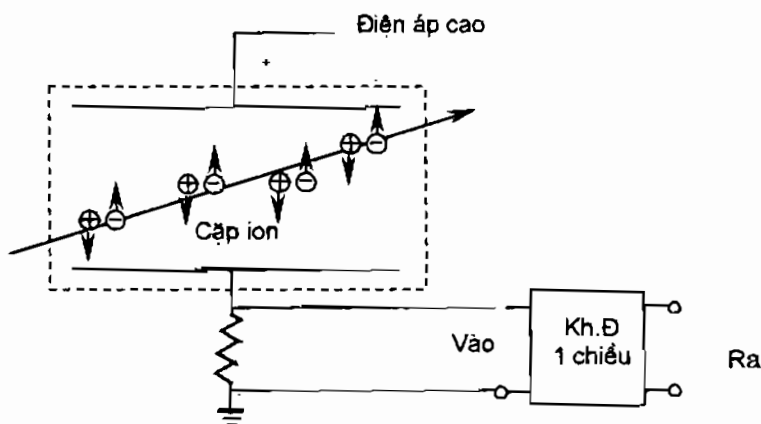 Điện áp cao
+
+ -
+ -
+ -
+ -
Cặp ion
Vào
Kh.Đ
1 chiều
Ra